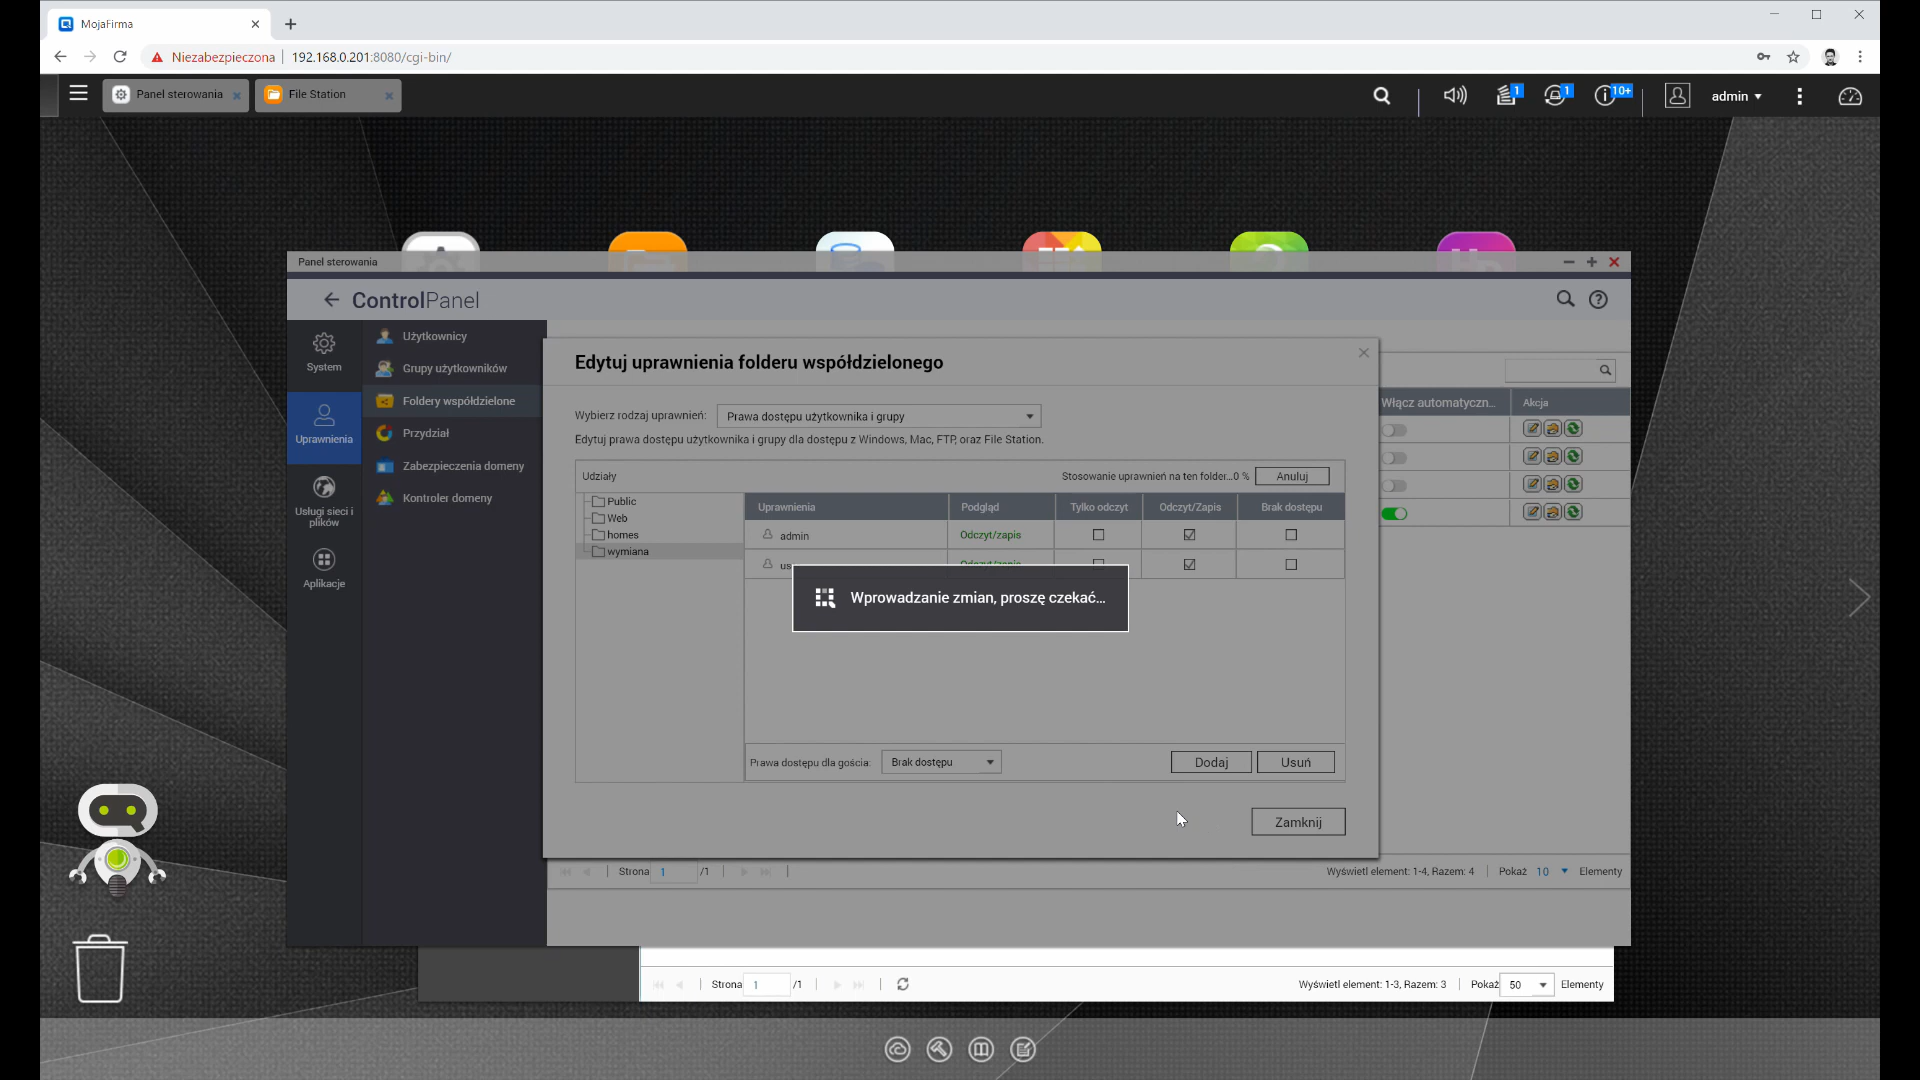 MojaFirma
Niezabezpieczona
192.168.0.201:8080/cgi-bin/
Panel sterowania
File Station
1
1
10+
admin
Panel sterowania
ControlPanel
System
Uprawnienia
Usługi sieci i
plików
Aplikacje
Użytkownicy
Grupy użytkowników
Foldery współdzielone
Przydział
Zabezpieczenia domeny
Kontroler domeny
Edytuj uprawnienia folderu współdzielonego
Wybierz rodzaj uprawnień: Prawa dostępu użytkownika i grupy
Edytuj prawa dostępu użytkownika i grupy dla dostępu z Windows, Mac, FTP, oraz File Station.
Udziały
Stosowanie uprawnień na ten folder...0 % Anuluj
Public
Web
homes
wymiana
Uprawnienia Podgląd Tylko odczyt Odczyt/Zapis Brak dostępu
admin Odczyt/zapis
us
Wprowadzanie zmian, proszę czekać...
Prawa dostępu dla gościa: Brak dostępu Dodaj Usuń
Zamknij
Włącz automatyczn... Akcja
Strona 1 /1
Wyświetl element: 1-4, Razem: 4 Pokaż 10 Elementy
Strona 1 /1
Wyświetl element: 1-3, Razem: 3 Pokaż 50 Elementy